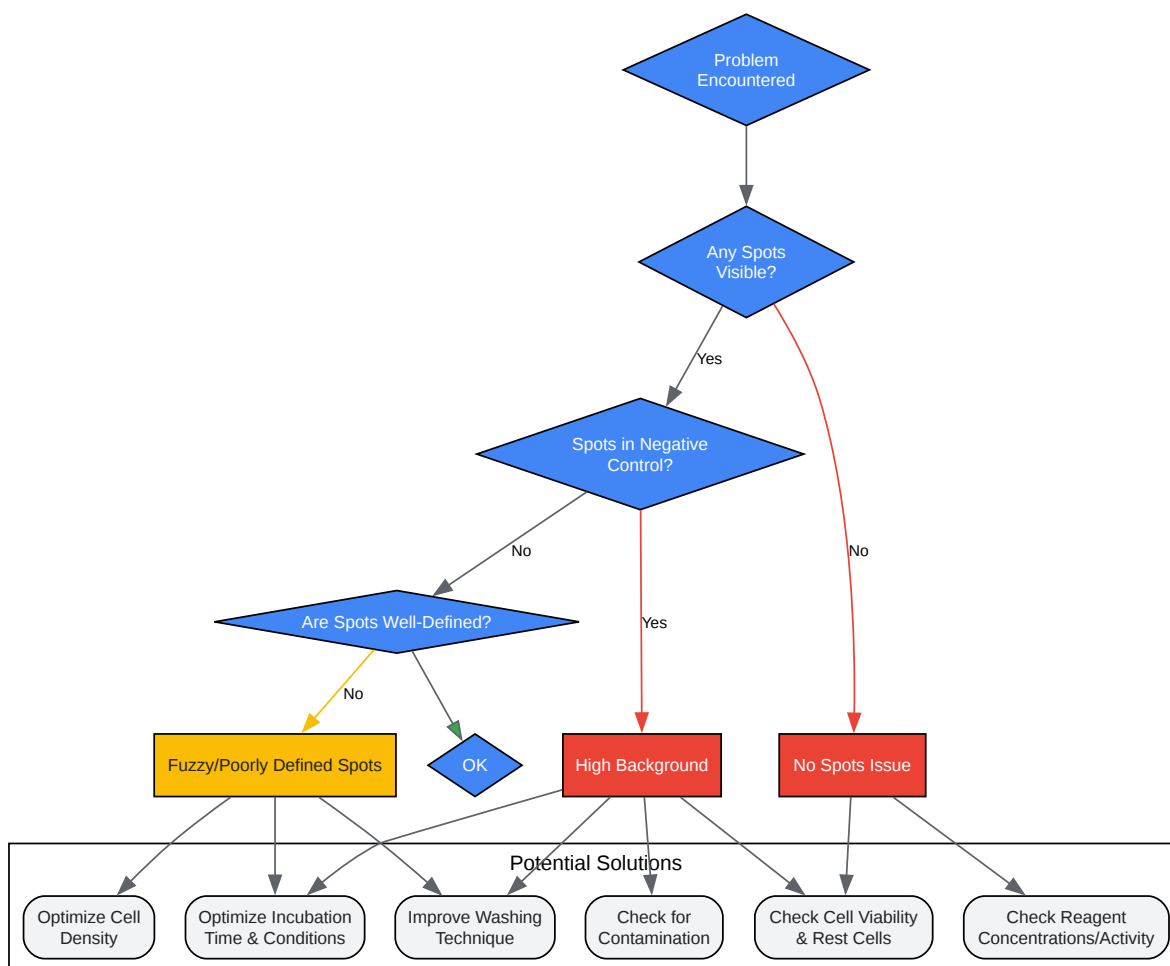 Problem
Encountered
Any Spots
Visible?
Yes
Spots in Negative
Control?
No
No
Are Spots Well-Defined?
Yes
No
Fuzzy/Poorly Defined Spots
OK
High Background
No Spots Issue
Potential Solutions
Optimize Cell
Density
Optimize Incubation
Time & Conditions
Improve Washing
Technique
Check for
Contamination
Check Cell Viability
& Rest Cells
Check Reagent
Concentrations/Activity